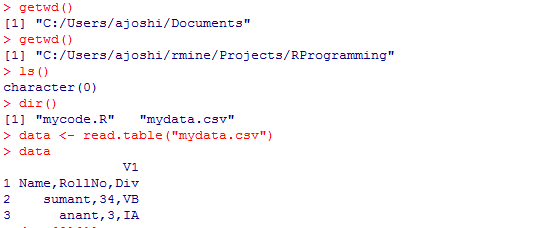 > getwd()
[1] "C:/Users/ajoshi/Documents"
> getwd()
[1] "C:/Users/ajoshi/rmine/Projects/RProgramming"
> ls()
character(0)
> dir()
[1] "mycode.R"   "mydata.csv"
> data <- read.table("mydata.csv")
> data
                V1
1 Name,RollNo,Div
2    sumant,34,VB
3      anant,3,IA